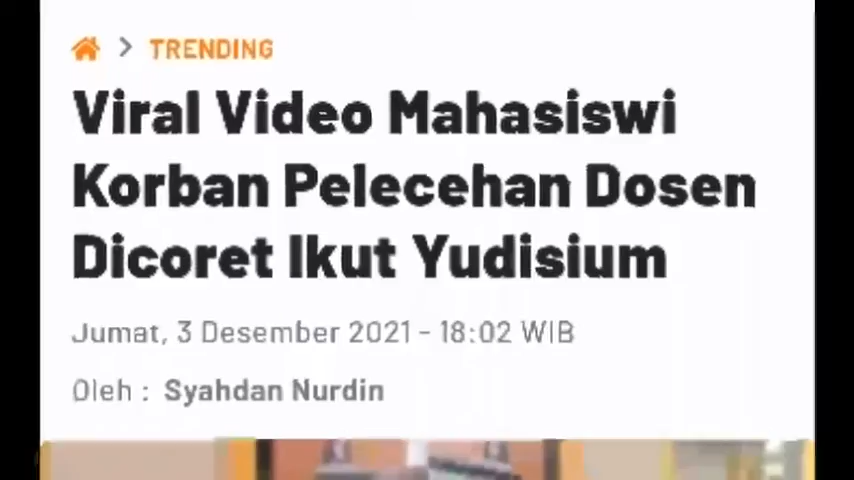 TRENDING
Viral Video Mahasiswi
Korban Pelecehan Dosen
Dicoret Ikut Yudisium
Jumat, 3 Desember 2021 - 18:02 WIB
Oleh : Syahdan Nurdin